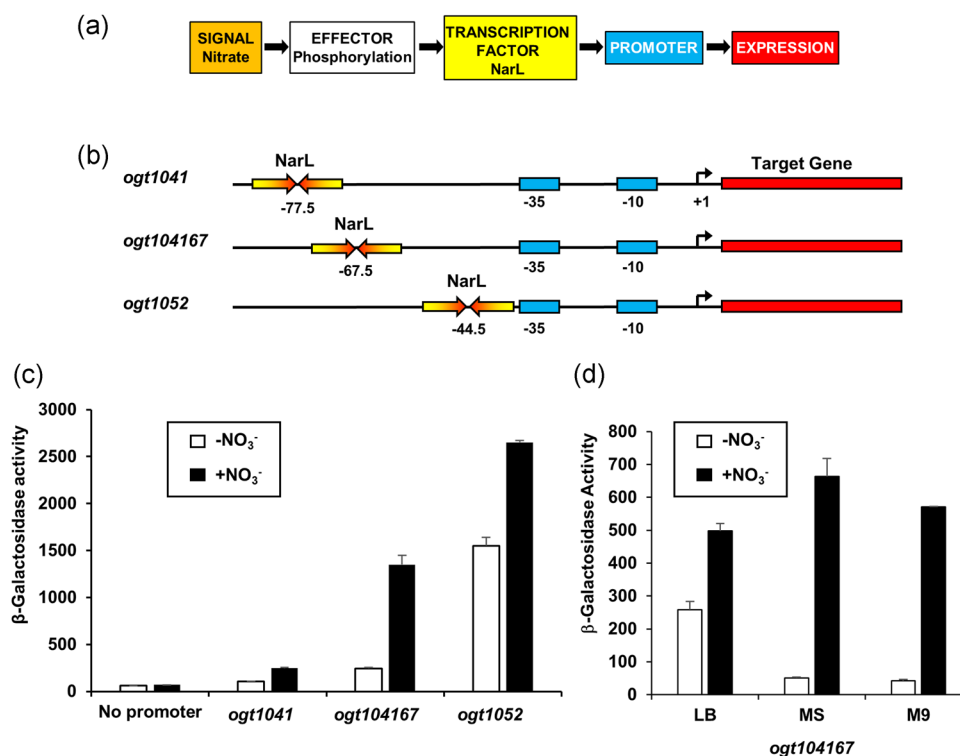 (a)
SIGNAL
Nitrate
EFFECTOR
Phosphorylation
TRANSCRIPTION
FACTOR
NarL
PROMOTER
EXPRESSION
(b)
ogt1041
NarL
-77.5
-35
-10
+1
Target Gene
ogt104167
NarL
-67.5
-35
-10
ogt1052
NarL
-44.5
-35
-10
(c)
β-Galactosidase activity
3000
2500
2000
1500
1000
500
0
-NO₃⁻
+NO₃⁻
No promoter
ogt1041
ogt104167
ogt1052
(d)
β-Galactosidase Activity
800
700
600
500
400
300
200
100
0
-NO₃⁻
+NO₃⁻
LB
MS
M9
ogt104167